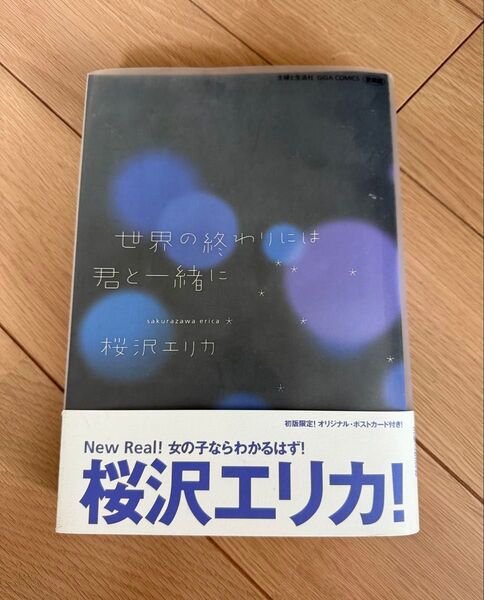 主婦と生活社 GIGA COMICS
世界の終わりには
君と一緒に
sakurazawa erica
桜沢エリカ
初版限定！オリジナル・ポストカード付き！
New Real！女の子ならわかるはず！
桜沢エリカ！